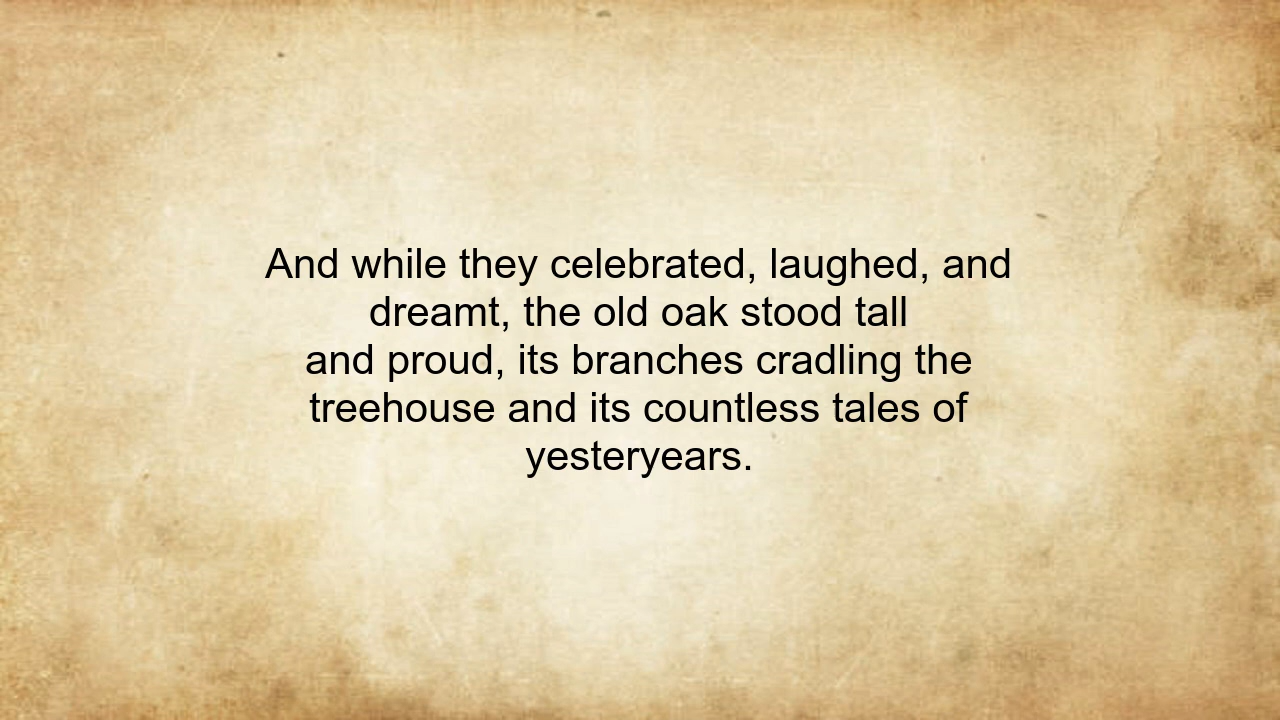 And while they celebrated, laughed, and
dreamt, the old oak stood tall
and proud, its branches cradling the
treehouse and its countless tales of
yesteryears.